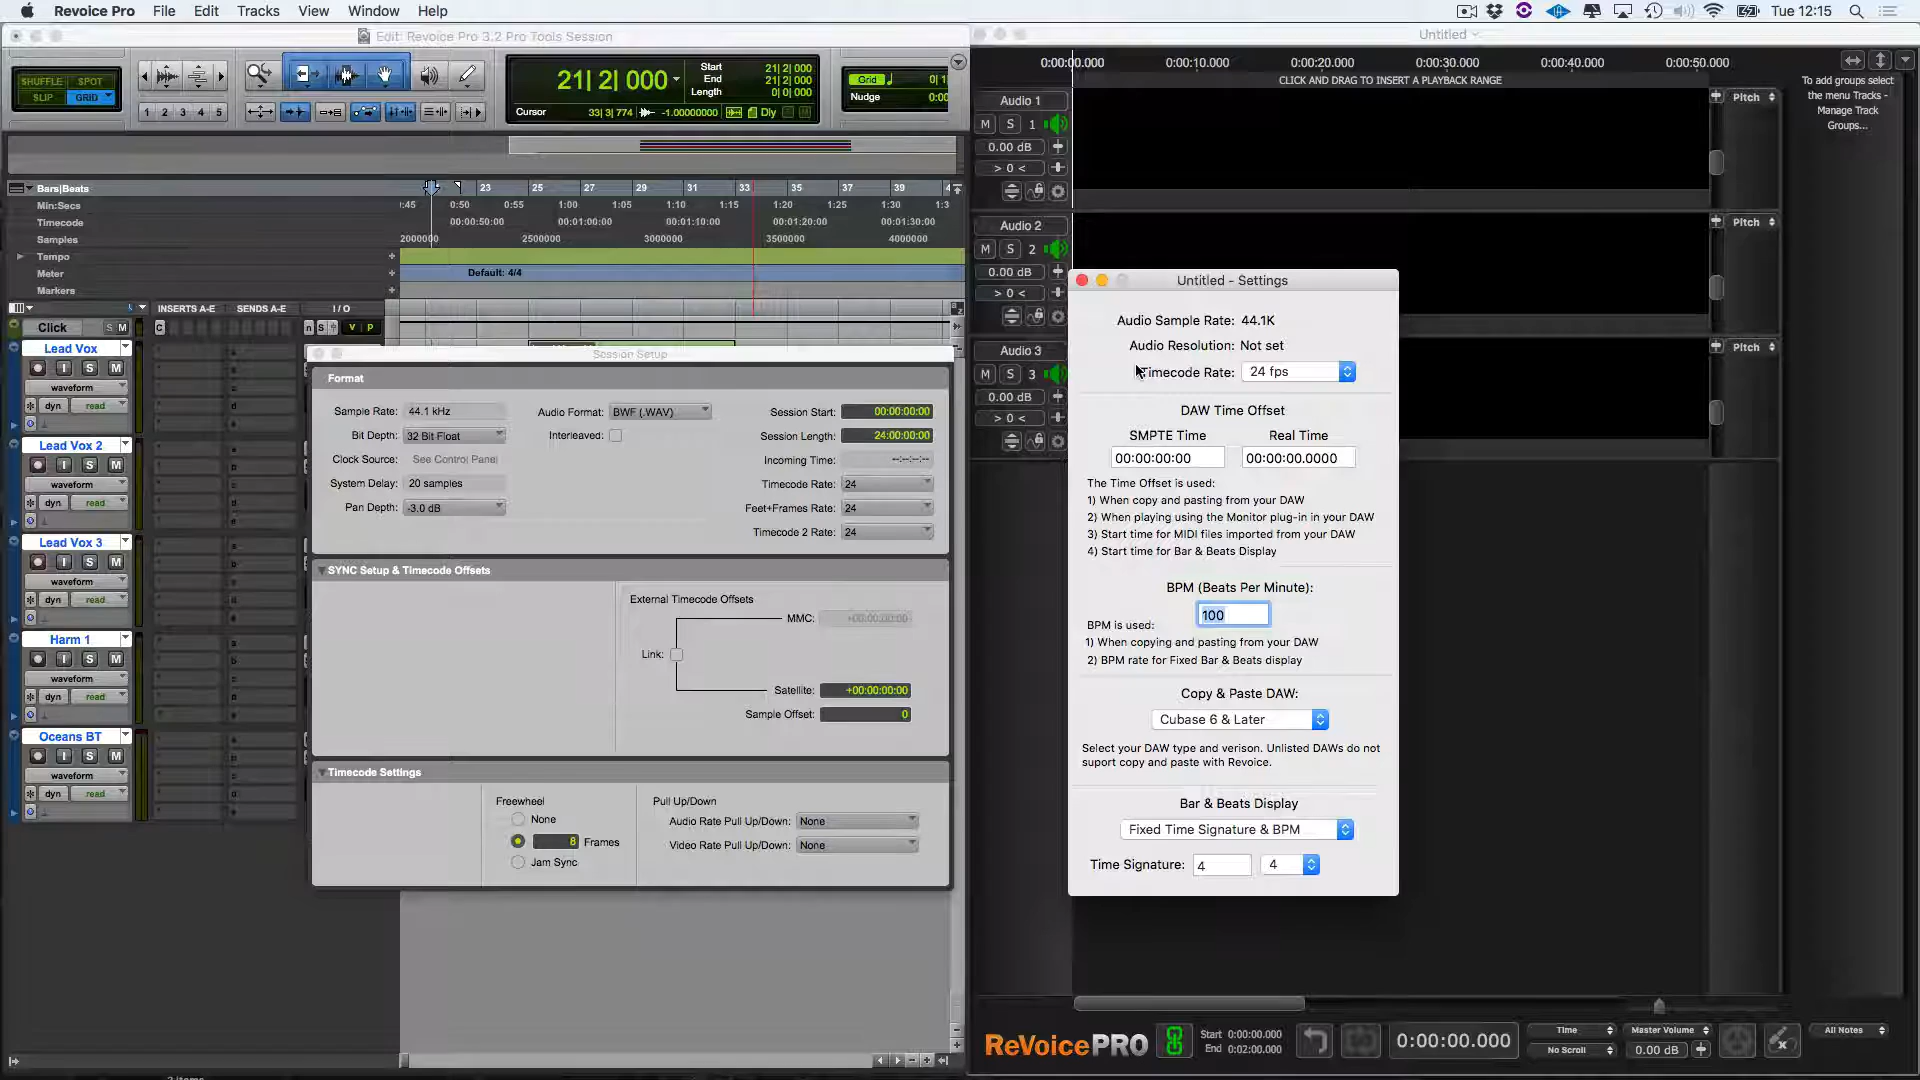 Revoice Pro File Edit Tracks View Window Help
Tue 12:15
Edit: Revoice Pro 3.2 Pro Tools Session
Untitled
SHUFFLE SPOT
SLIP GRID
1 2 3 4 5
21| 2| 000
Start 21| 2| 000
End 21| 2| 000
Length 0| 0| 000
Cursor 33| 3| 774 -1.00000000 Dly
Grid 0| 1|
Nudge 0:00
Bars|Beats 23 25 27 29 31 33 35 37 39 4
Min:Secs :45 0:50 0:55 1:00 1:05 1:10 1:15 1:20 1:25 1:30 1:3
Timecode 00:00:50:00 00:01:00:00 00:01:10:00 00:01:20:00 00:01:30:00
Samples 2000000 2500000 3000000 3500000 4000000
Tempo
Meter Default: 4/4
Markers
INSERTS A-E SENDS A-E I / O
Click S M C n S V P
Lead Vox
I S M
waveform
dyn read
Lead Vox 2
I S M
waveform
dyn read
Lead Vox 3
I S M
waveform
dyn read
Harm 1
I S M
waveform
dyn read
Oceans BT
I S M
waveform
dyn read
Session Setup
Format
Sample Rate: 44.1 kHz
Bit Depth: 32 Bit Float
Clock Source: See Control Panel
System Delay: 20 samples
Pan Depth: -3.0 dB
Audio Format: BWF (.WAV)
Interleaved:
Session Start: 00:00:00:00
Session Length: 24:00:00:00
Incoming Time: --:--:--:--
Timecode Rate: 24
Feet+Frames Rate: 24
Timecode 2 Rate: 24
SYNC Setup & Timecode Offsets
External Timecode Offsets
MMC: +00:00:00:00
Link:
Satellite: +00:00:00:00
Sample Offset: 0
Timecode Settings
Freewheel
None
8 Frames
Jam Sync
Pull Up/Down
Audio Rate Pull Up/Down: None
Video Rate Pull Up/Down: None
0:00:00.000 0:00:10.000 0:00:20.000 0:00:30.000 0:00:40.000 0:00:50.000
CLICK AND DRAG TO INSERT A PLAYBACK RANGE
To add groups select
the menu Tracks -
Manage Track
Groups...
Audio 1
M S 1
0.00 dB
> 0 <
Pitch
Audio 2
M S 2
0.00 dB
> 0 <
Pitch
Audio 3
M S 3
0.00 dB
> 0 <
Pitch
Untitled - Settings
Audio Sample Rate: 44.1K
Audio Resolution: Not set
Timecode Rate: 24 fps
DAW Time Offset
SMPTE Time Real Time
00:00:00:00 00:00:00.0000
The Time Offset is used:
1) When copy and pasting from your DAW
2) When playing using the Monitor plug-in in your DAW
3) Start time for MIDI files imported from your DAW
4) Start time for Bar & Beats Display
BPM (Beats Per Minute):
100
BPM is used:
1) When copying and pasting from your DAW
2) BPM rate for Fixed Bar & Beats display
Copy & Paste DAW:
Cubase 6 & Later
Select your DAW type and verison. Unlisted DAWs do not
suport copy and paste with Revoice.
Bar & Beats Display
Fixed Time Signature & BPM
Time Signature: 4 4
ReVoicePRO
Start 0:00:00.000
End 0:02:00.000
0:00:00.000
Time
No Scroll
Master Volume
0.00 dB
All Notes